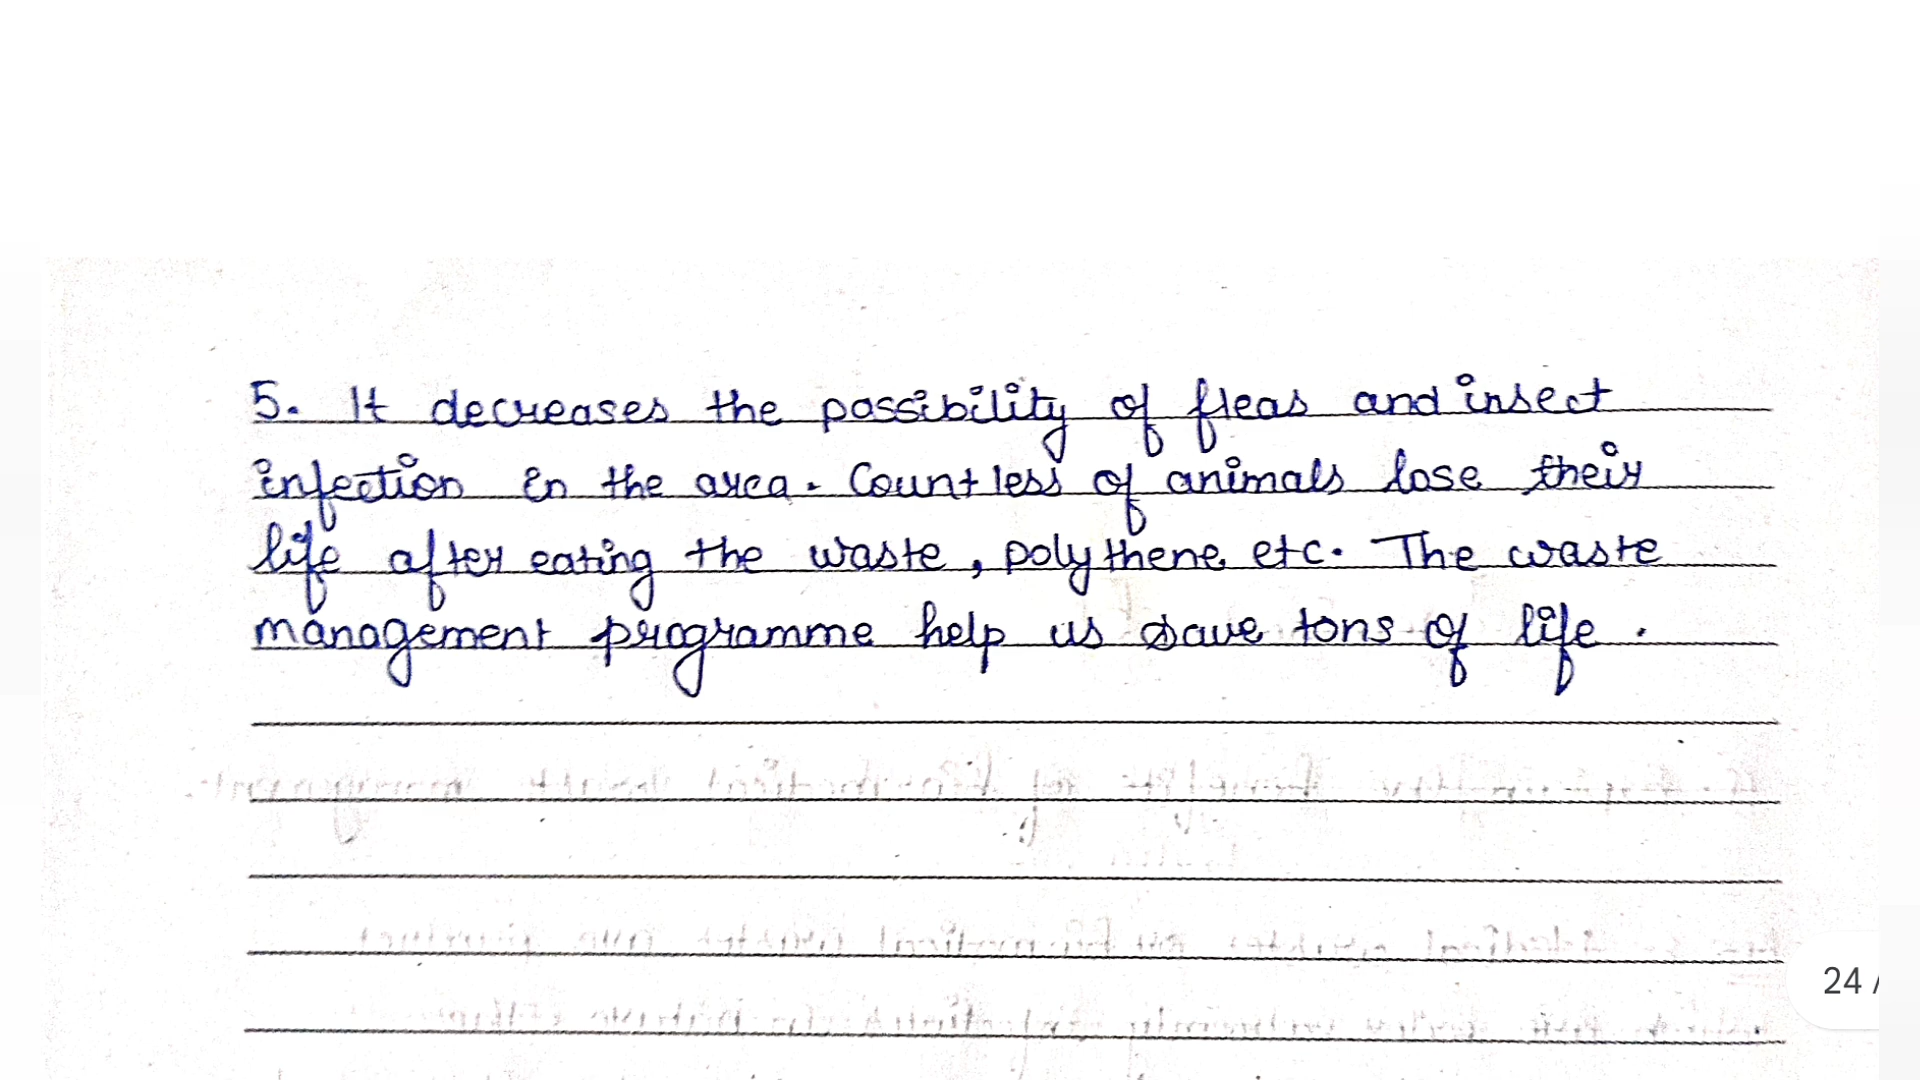 5. It decreases the possibility of fleas and insect
infection in the area. Countless of animals lose their
life after eating the waste, polythene etc. The waste
management programme help us save tons of life.
24 /